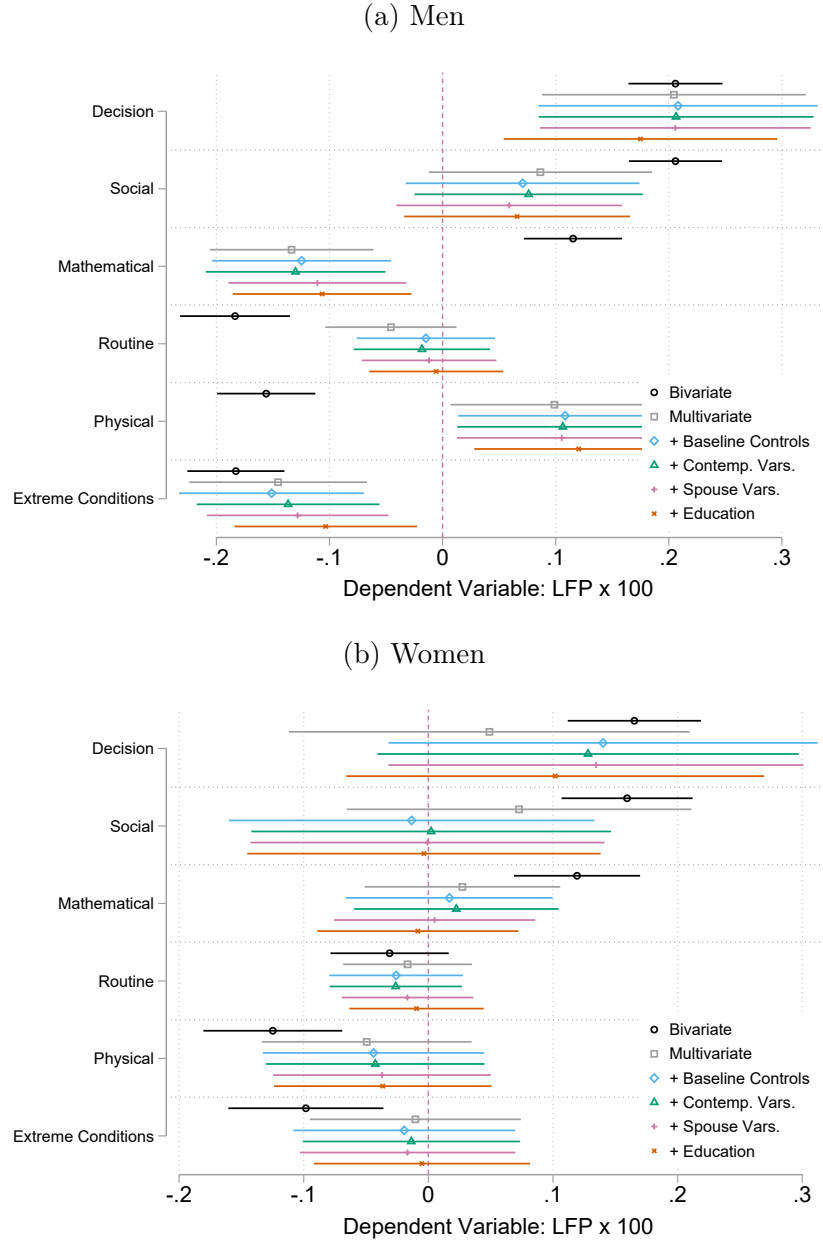 (a) Men
Decision
Social
Mathematical
Routine
Physical
Extreme Conditions
Bivariate
Multivariate
+ Baseline Controls
+ Contemp. Vars.
+ Spouse Vars.
+ Education
-.2 -.1 0 .1 .2 .3
Dependent Variable: LFP x 100
(b) Women
Decision
Social
Mathematical
Routine
Physical
Extreme Conditions
Bivariate
Multivariate
+ Baseline Controls
+ Contemp. Vars.
+ Spouse Vars.
+ Education
-.2 -.1 0 .1 .2 .3
Dependent Variable: LFP x 100